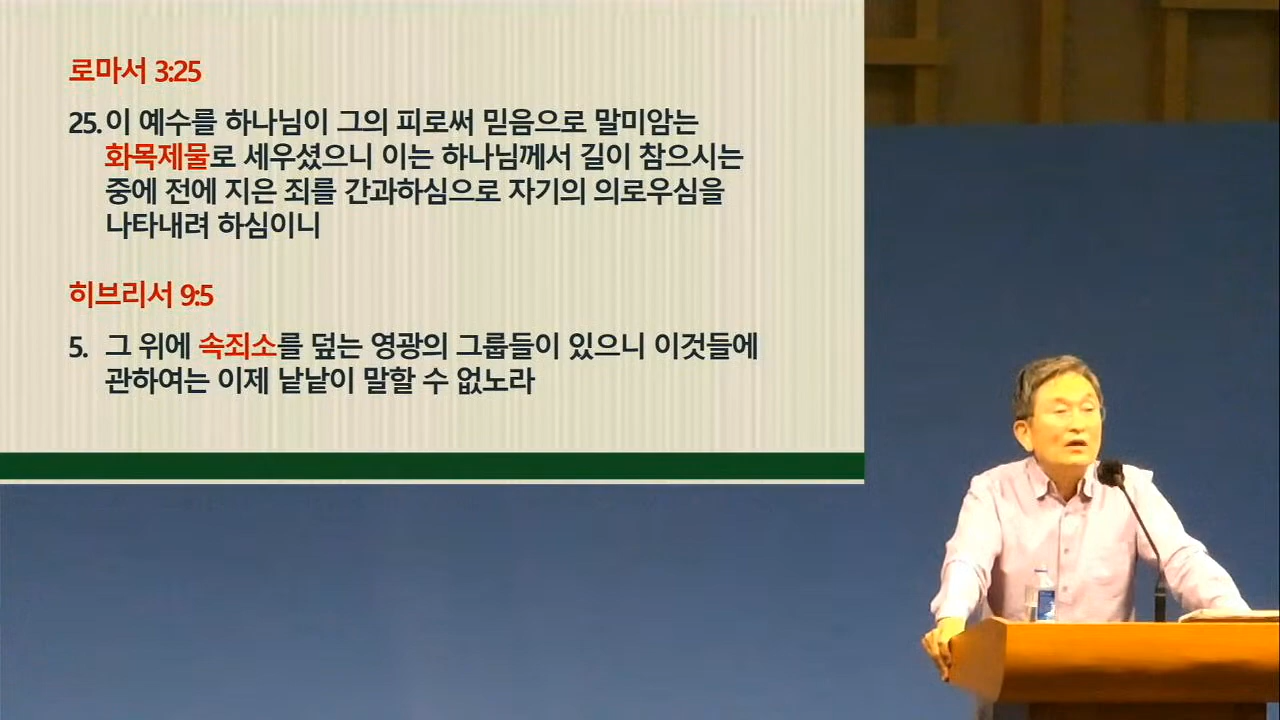 로마서 3:25
25. 이 예수를 하나님이 그의 피로써 믿음으로 말미암는
화목제물로 세우셨으니 이는 하나님께서 길이 참으시는
중에 전에 지은 죄를 간과하심으로 자기의 의로우심을
나타내려 하심이니
히브리서 9:5
5. 그 위에 속죄소를 덮는 영광의 그룹들이 있으니 이것들에
관하여는 이제 낱낱이 말할 수 없노라